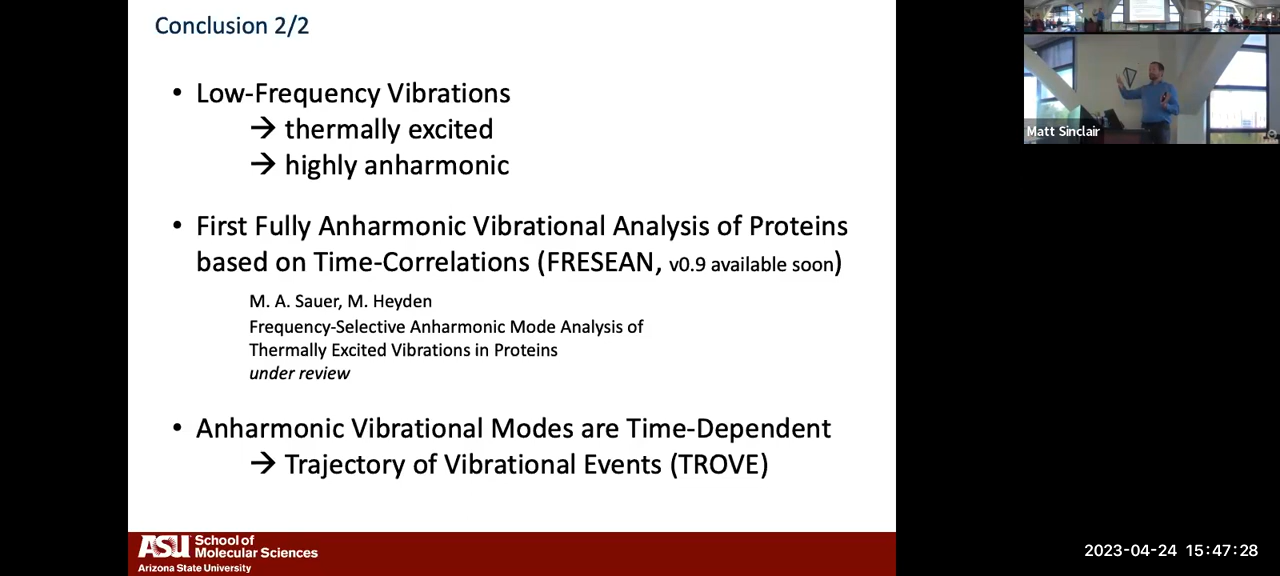 Conclusion 2/2
• Low-Frequency Vibrations
→ thermally excited
→ highly anharmonic
• First Fully Anharmonic Vibrational Analysis of Proteins
based on Time-Correlations (FRESEAN, v0.9 available soon)
M. A. Sauer, M. Heyden
Frequency-Selective Anharmonic Mode Analysis of
Thermally Excited Vibrations in Proteins
under review
• Anharmonic Vibrational Modes are Time-Dependent
→ Trajectory of Vibrational Events (TROVE)
ASU School of
Molecular Sciences
Arizona State University
Matt Sinclair
2023-04-24 15:47:28